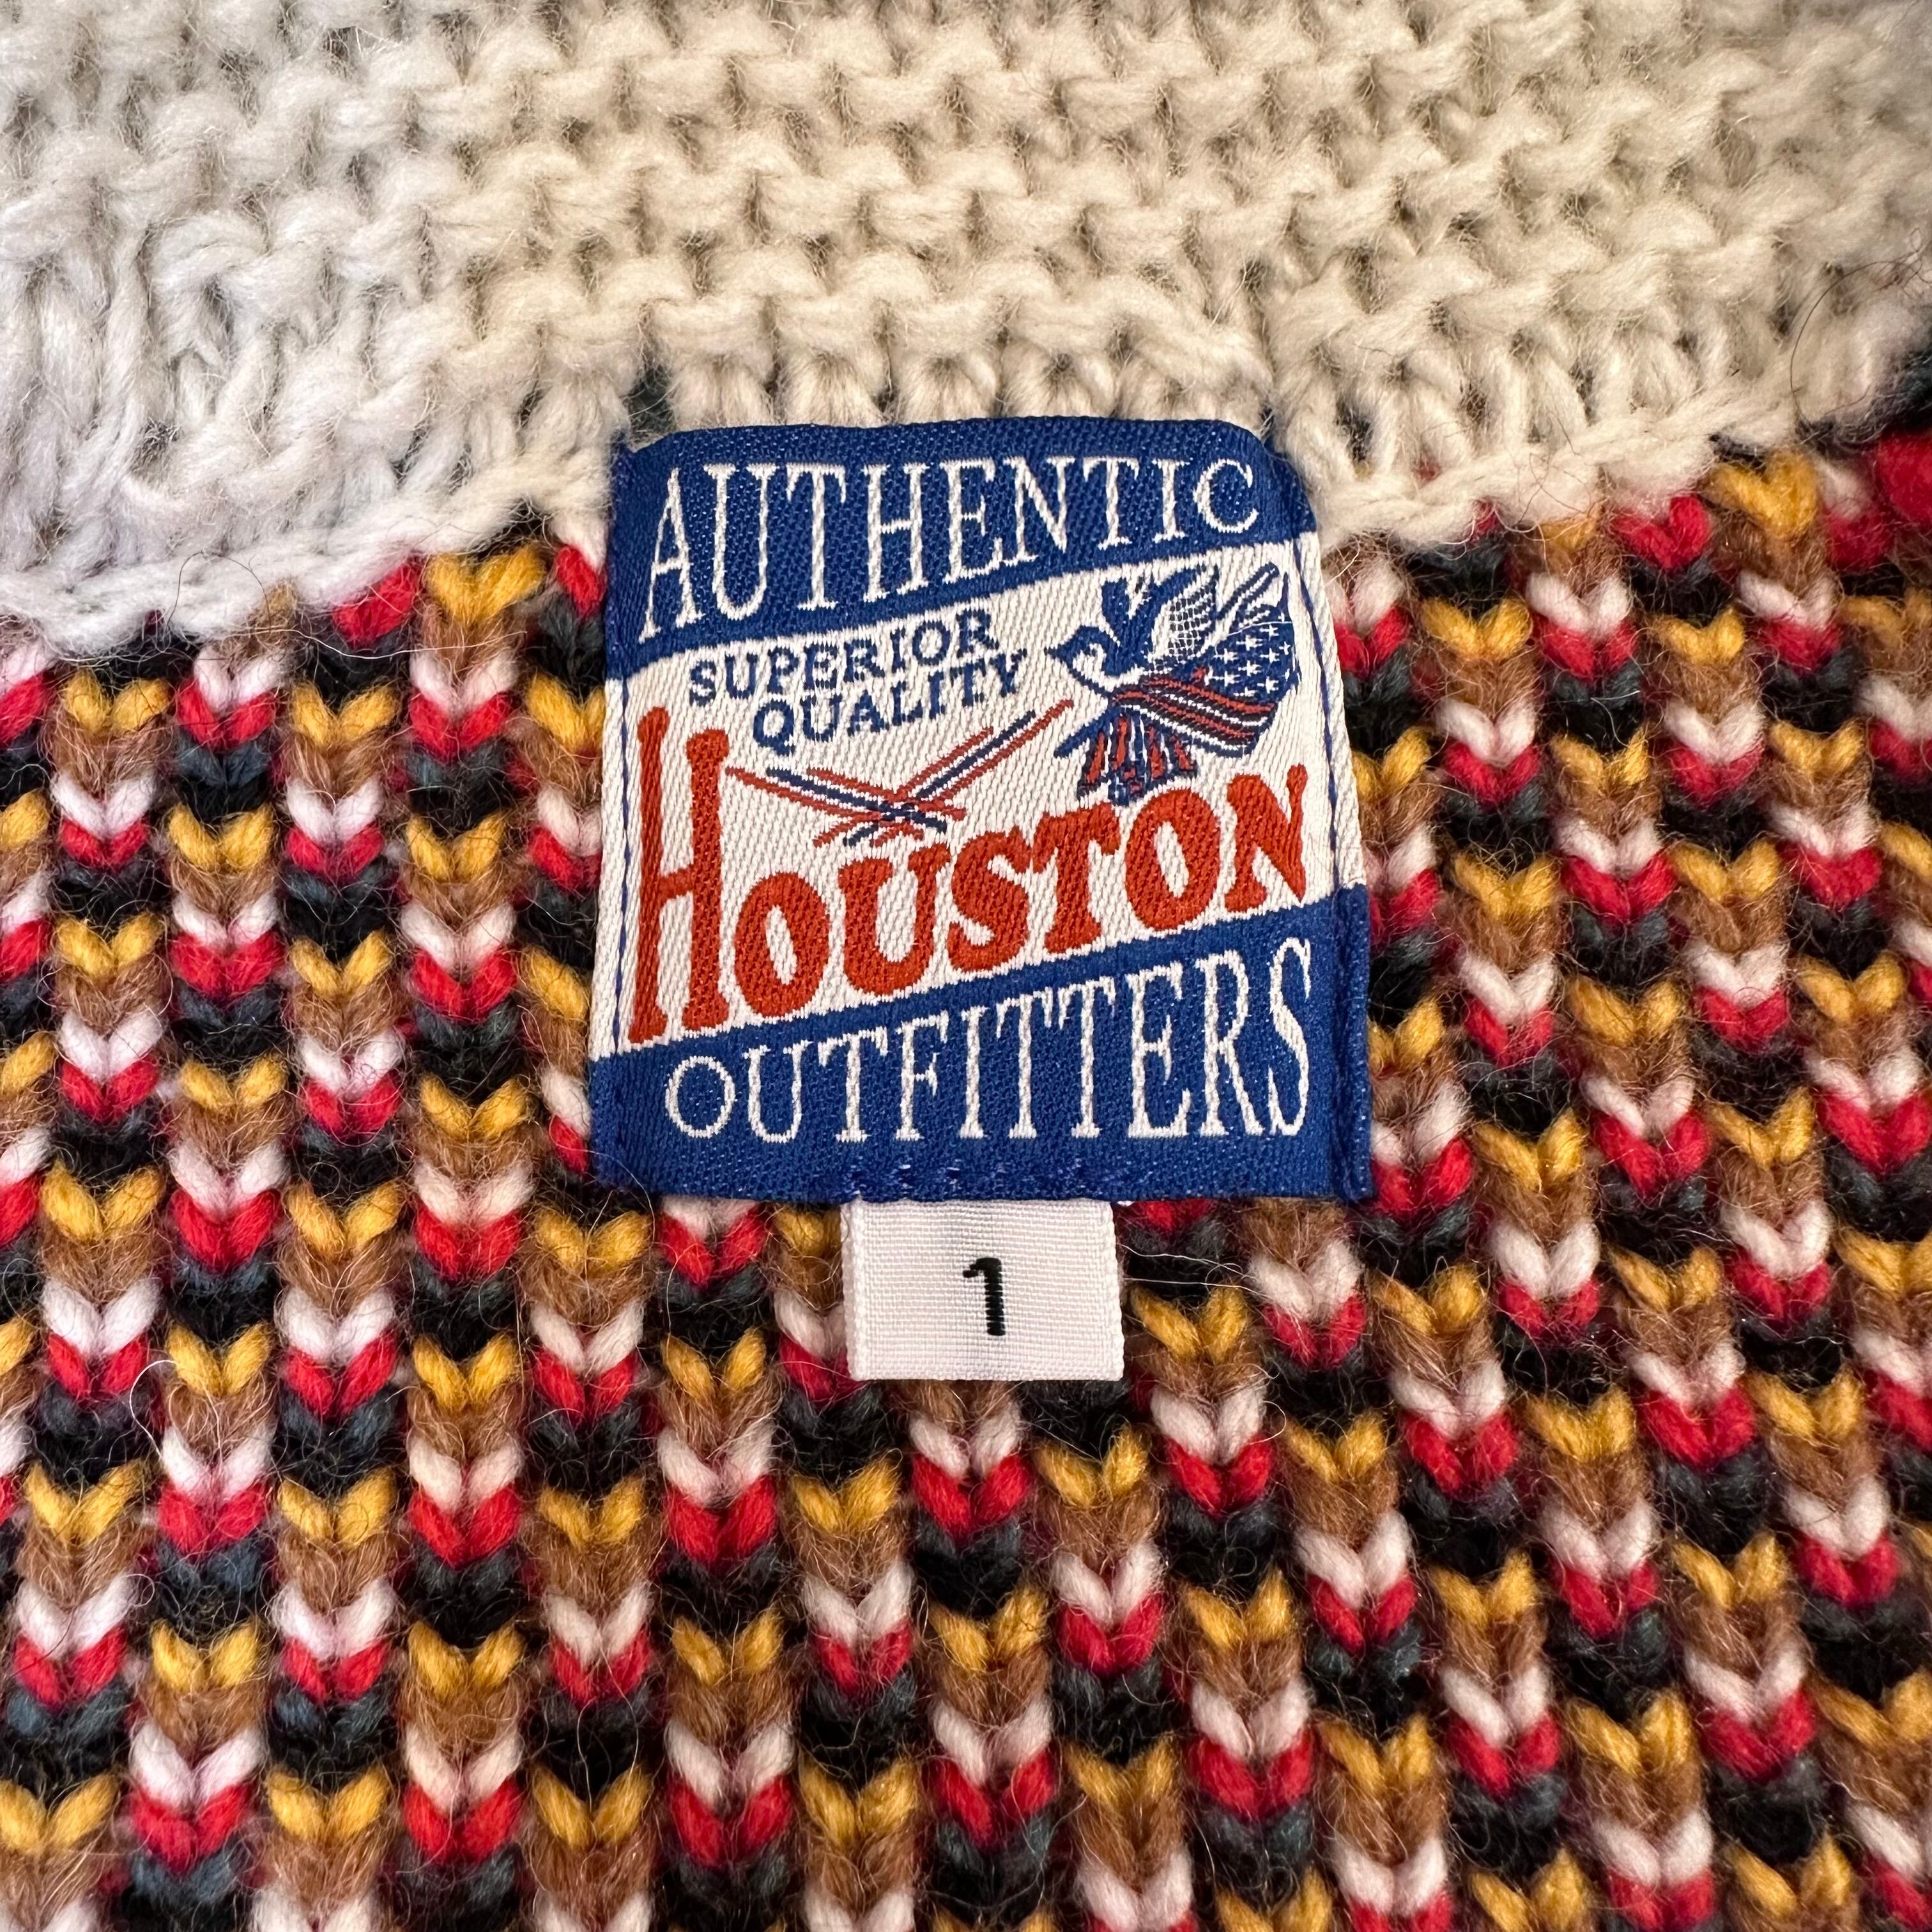 AUTHENTIC
SUPERIOR
QUALITY
HOUSTON
OUTFITTERS
1